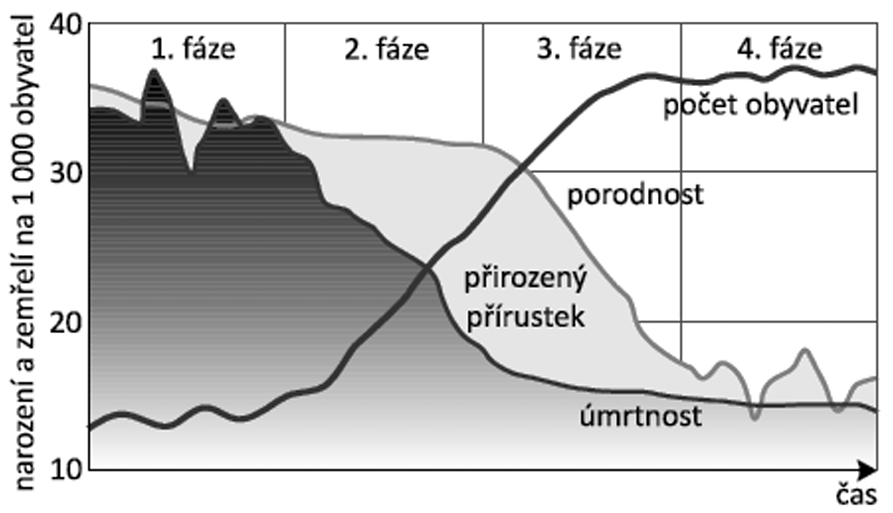 narození a zemřelí na 1 000 obyvatel
40
30
20
10
1. fáze
2. fáze
3. fáze
4. fáze
počet obyvatel
porodnost
přirozený
přírustek
úmrtnost
čas